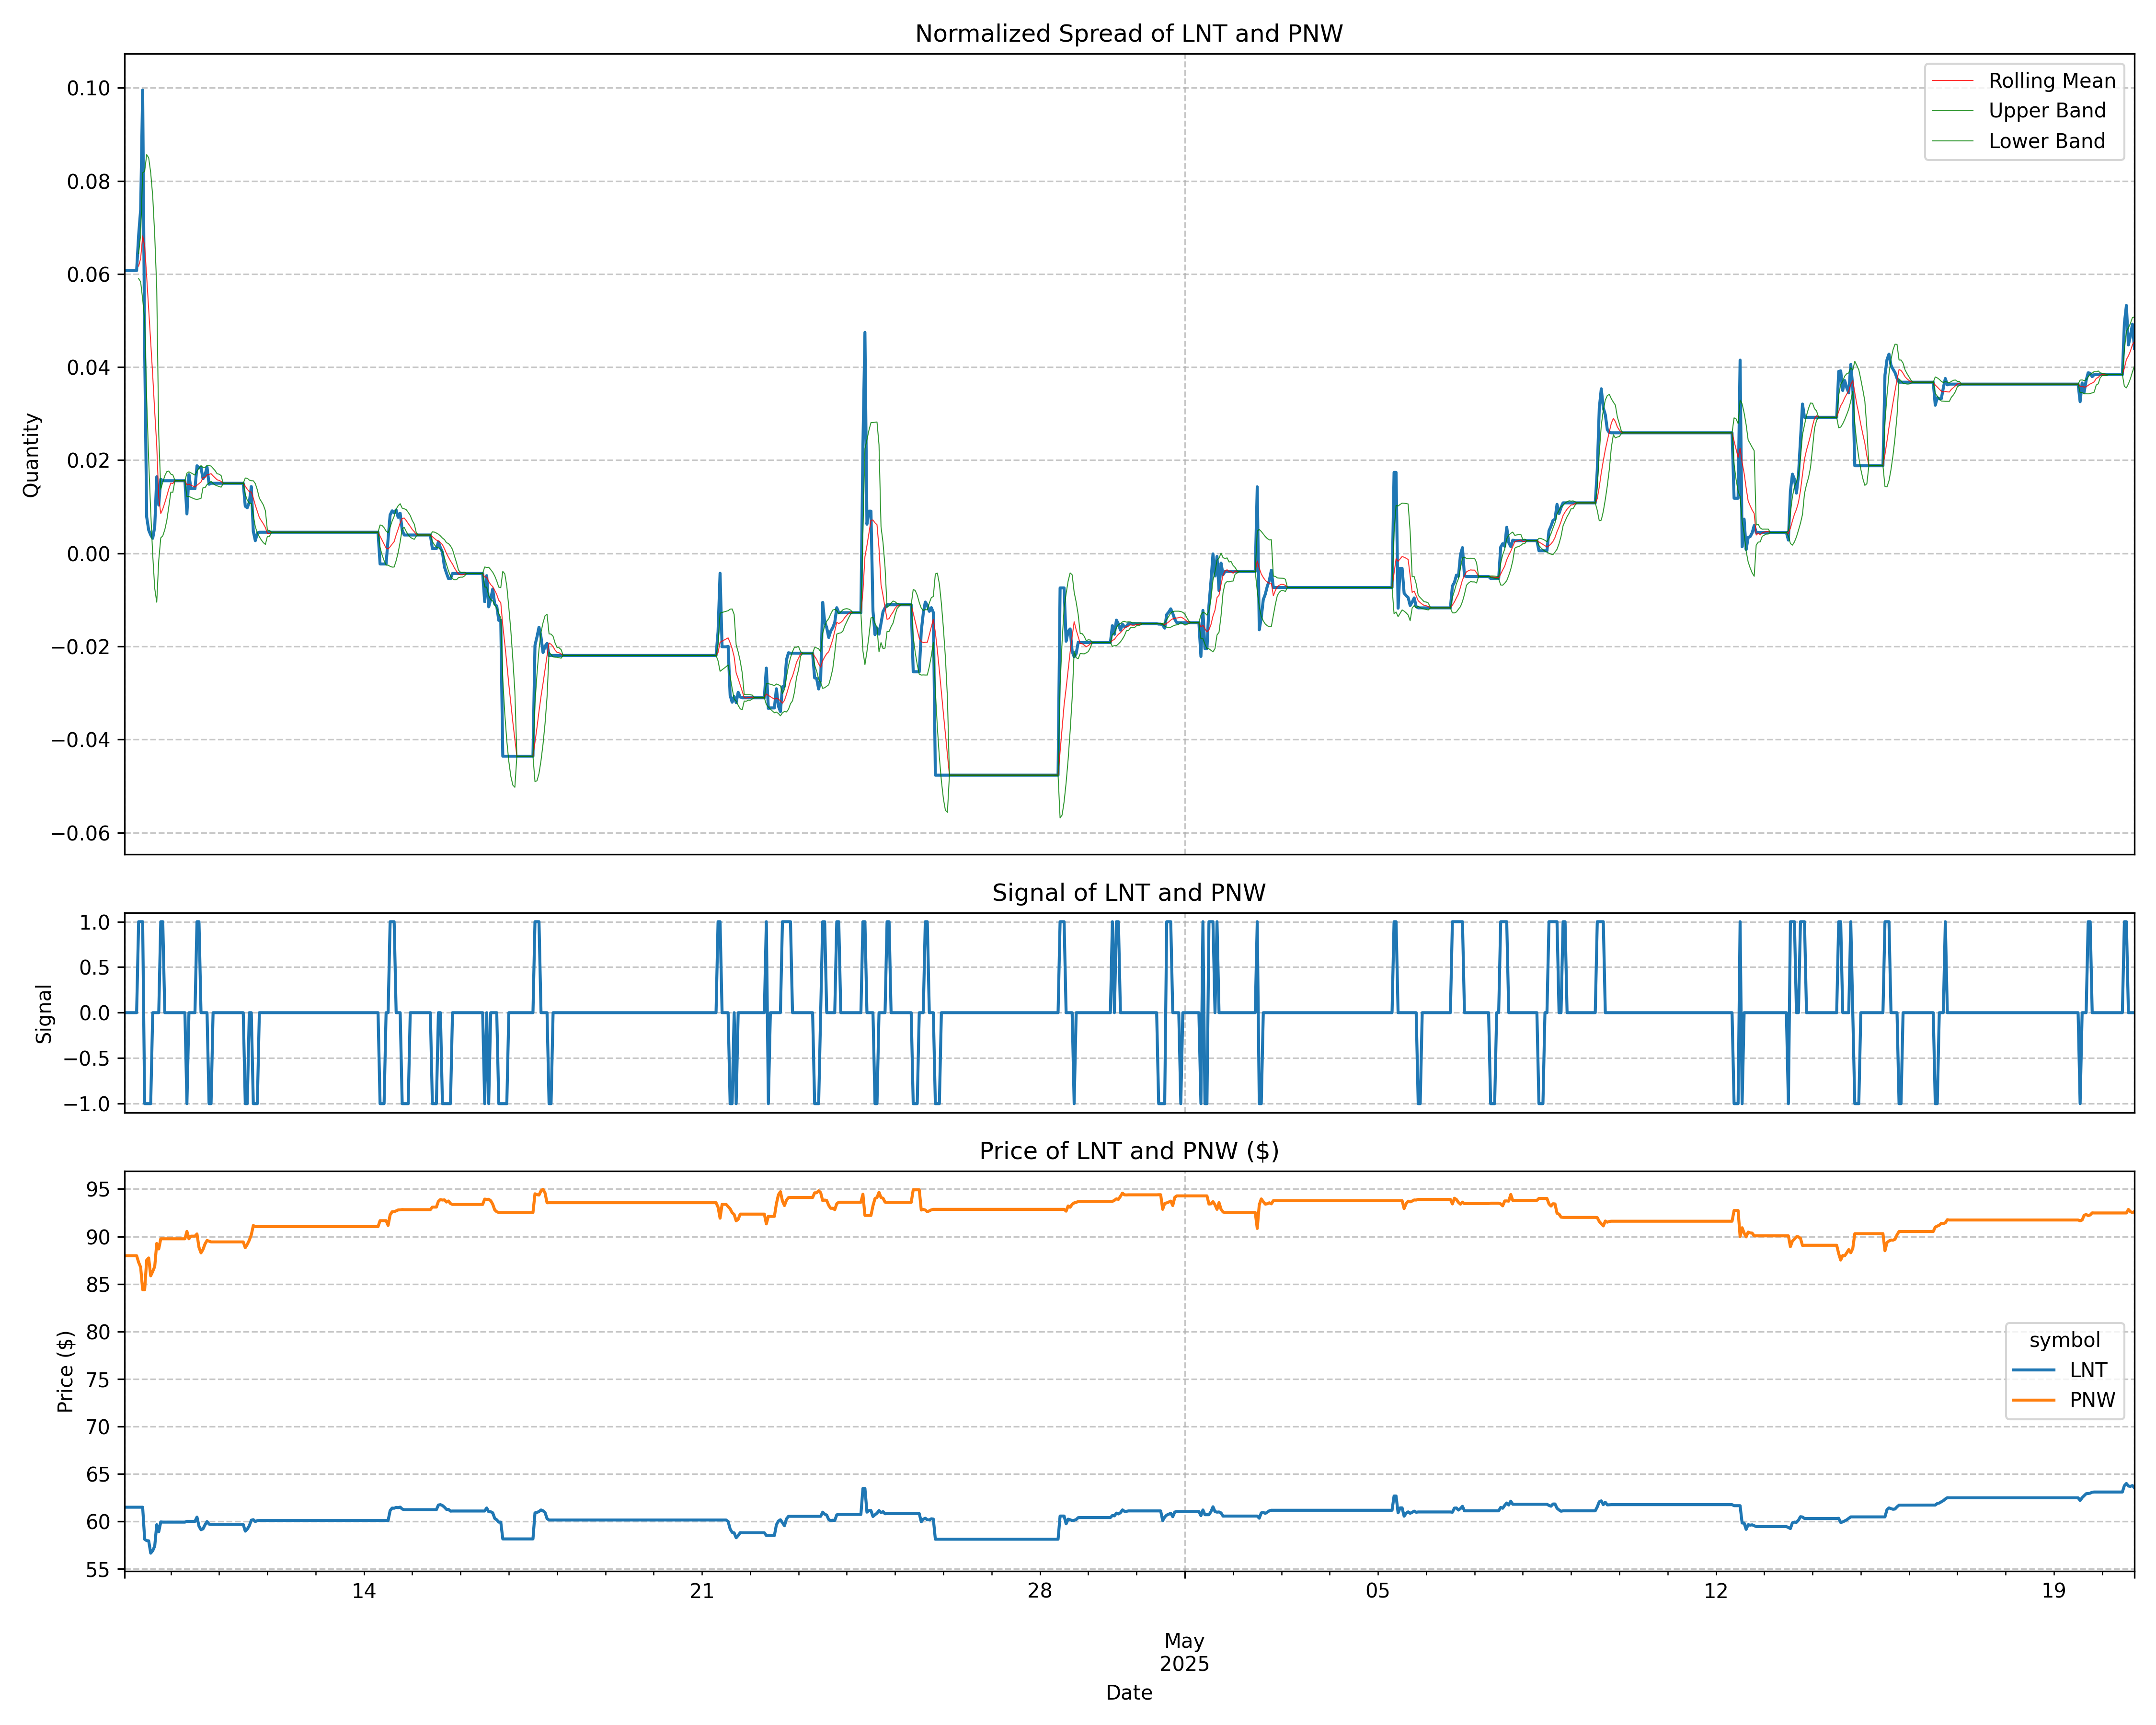 Normalized Spread of LNT and PNW
Quantity
0.10
0.08
0.06
0.04
0.02
0.00
−0.02
−0.04
−0.06
Rolling Mean
Upper Band
Lower Band
Signal of LNT and PNW
Signal
1.0
0.5
0.0
−0.5
−1.0
Price of LNT and PNW ($)
Price ($)
95
90
85
80
75
70
65
60
55
symbol
LNT
PNW
14
21
28
05
12
19
May
2025
Date